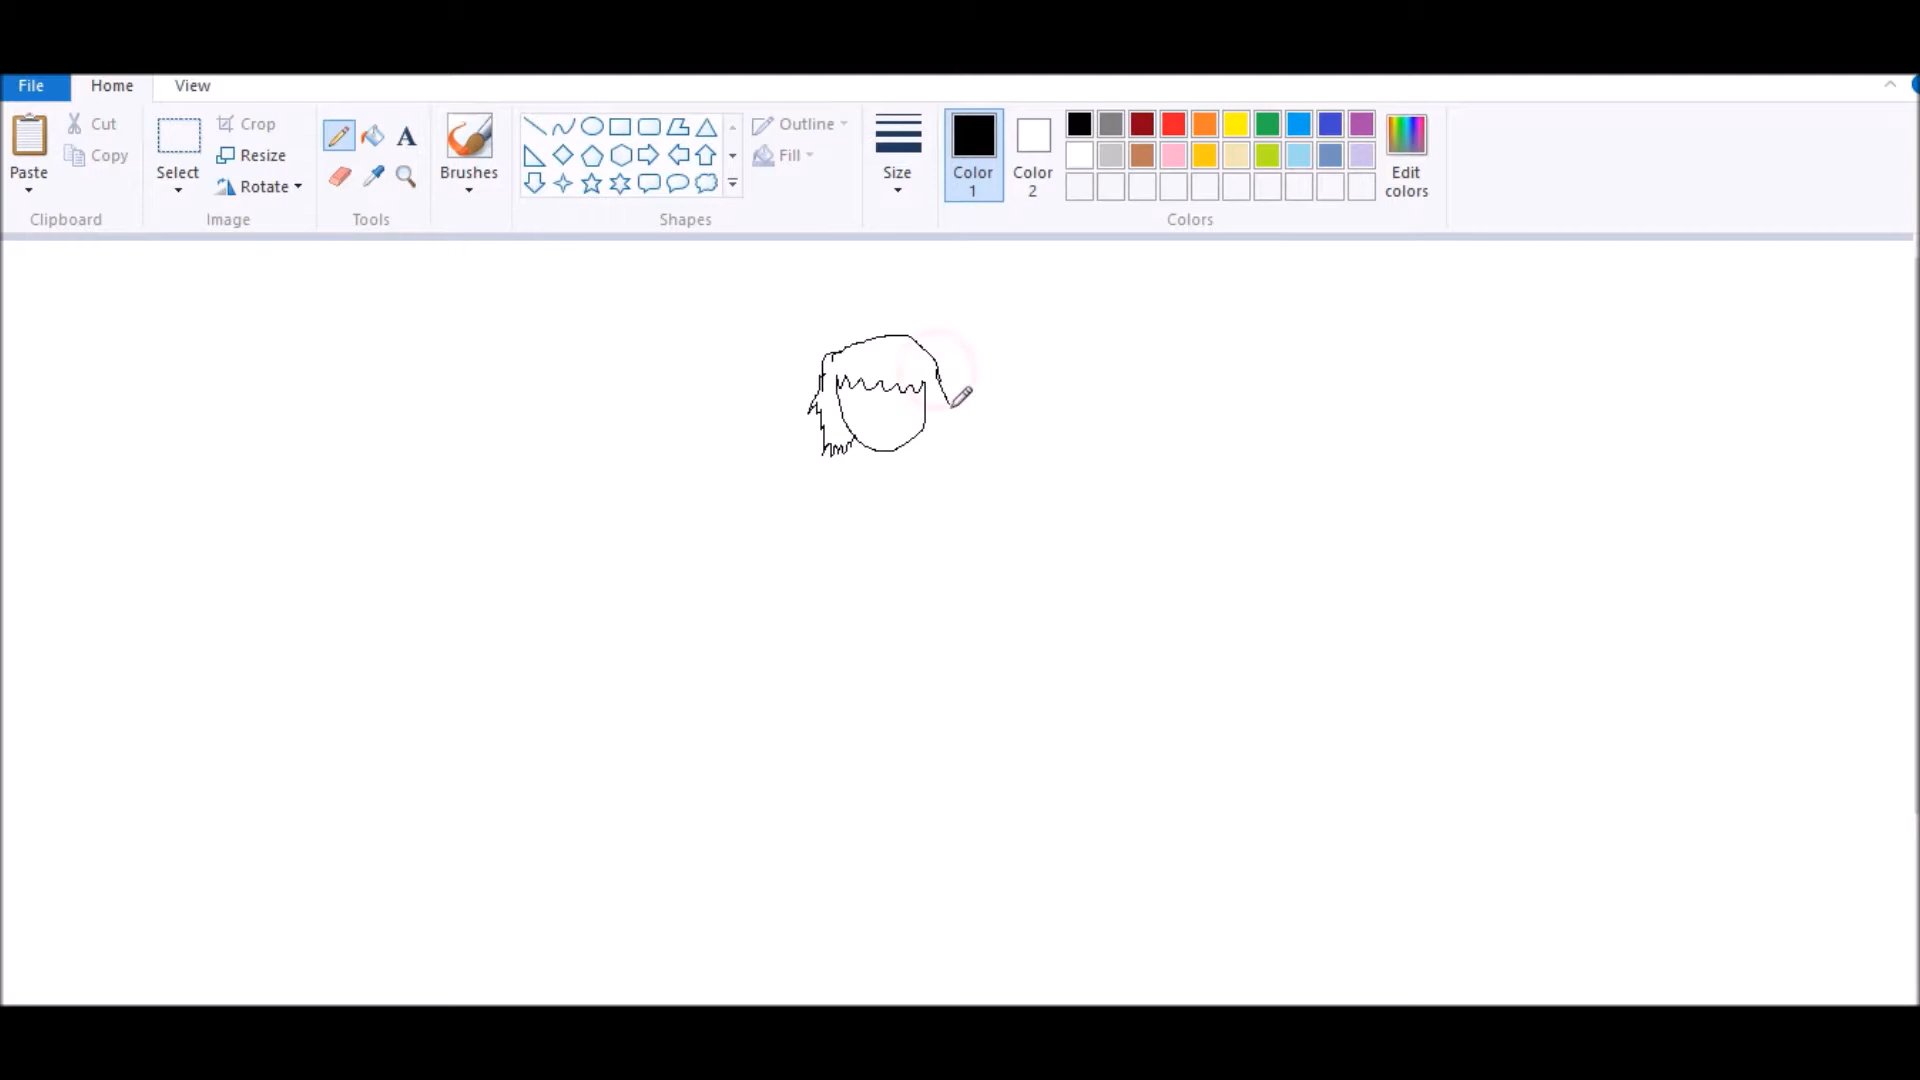 File Home View
Paste Cut Copy Clipboard
Select Crop Resize Rotate Image
A Tools
Brushes
Outline Fill Shapes
Size
Color 1 Color 2 Edit colors Colors